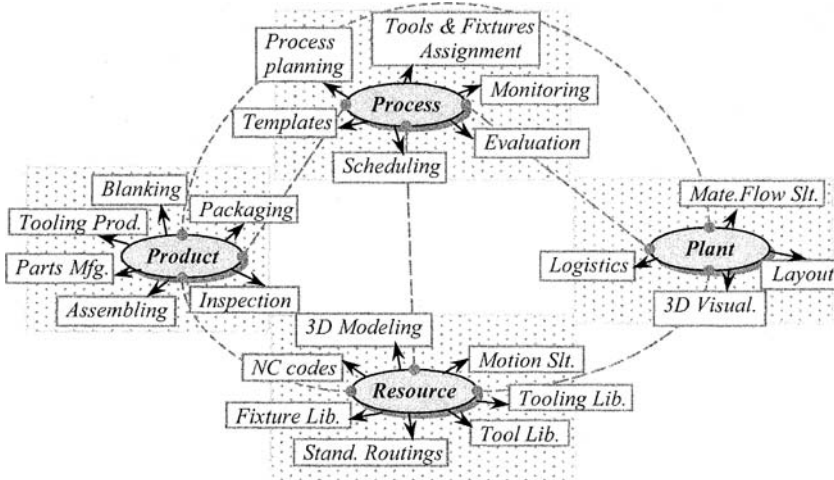 Process
planning
Tools & Fixtures
Assignment
Process
Monitoring
Templates
Evaluation
Scheduling
Blanking
Packaging
Tooling Prod.
Product
Parts Mfg.
Inspection
Assembling
Mate.Flow Slt.
Plant
Logistics
Layout
3D Visual.
3D Modeling
NC codes
Motion Slt.
Resource
Tooling Lib.
Fixture Lib.
Tool Lib.
Stand. Routings